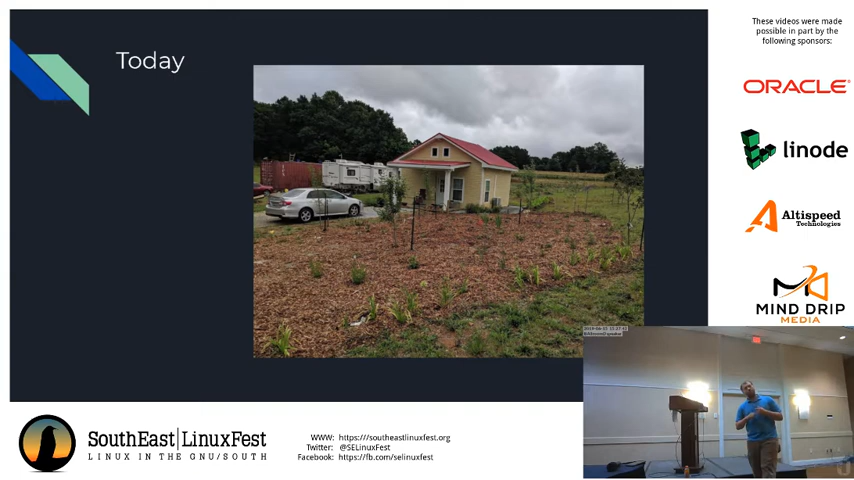 Today
These videos were made
possible in part by the
following sponsors:
ORACLE
linode
Altispeed
Technologies
MIND DRIP
MEDIA
SouthEast|LinuxFest
LINUX IN THE GNU/SOUTH
WWW: https:///southeastlinuxfest.org
Twitter: @SELinuxFest
Facebook: https://fb.com/selinuxfest